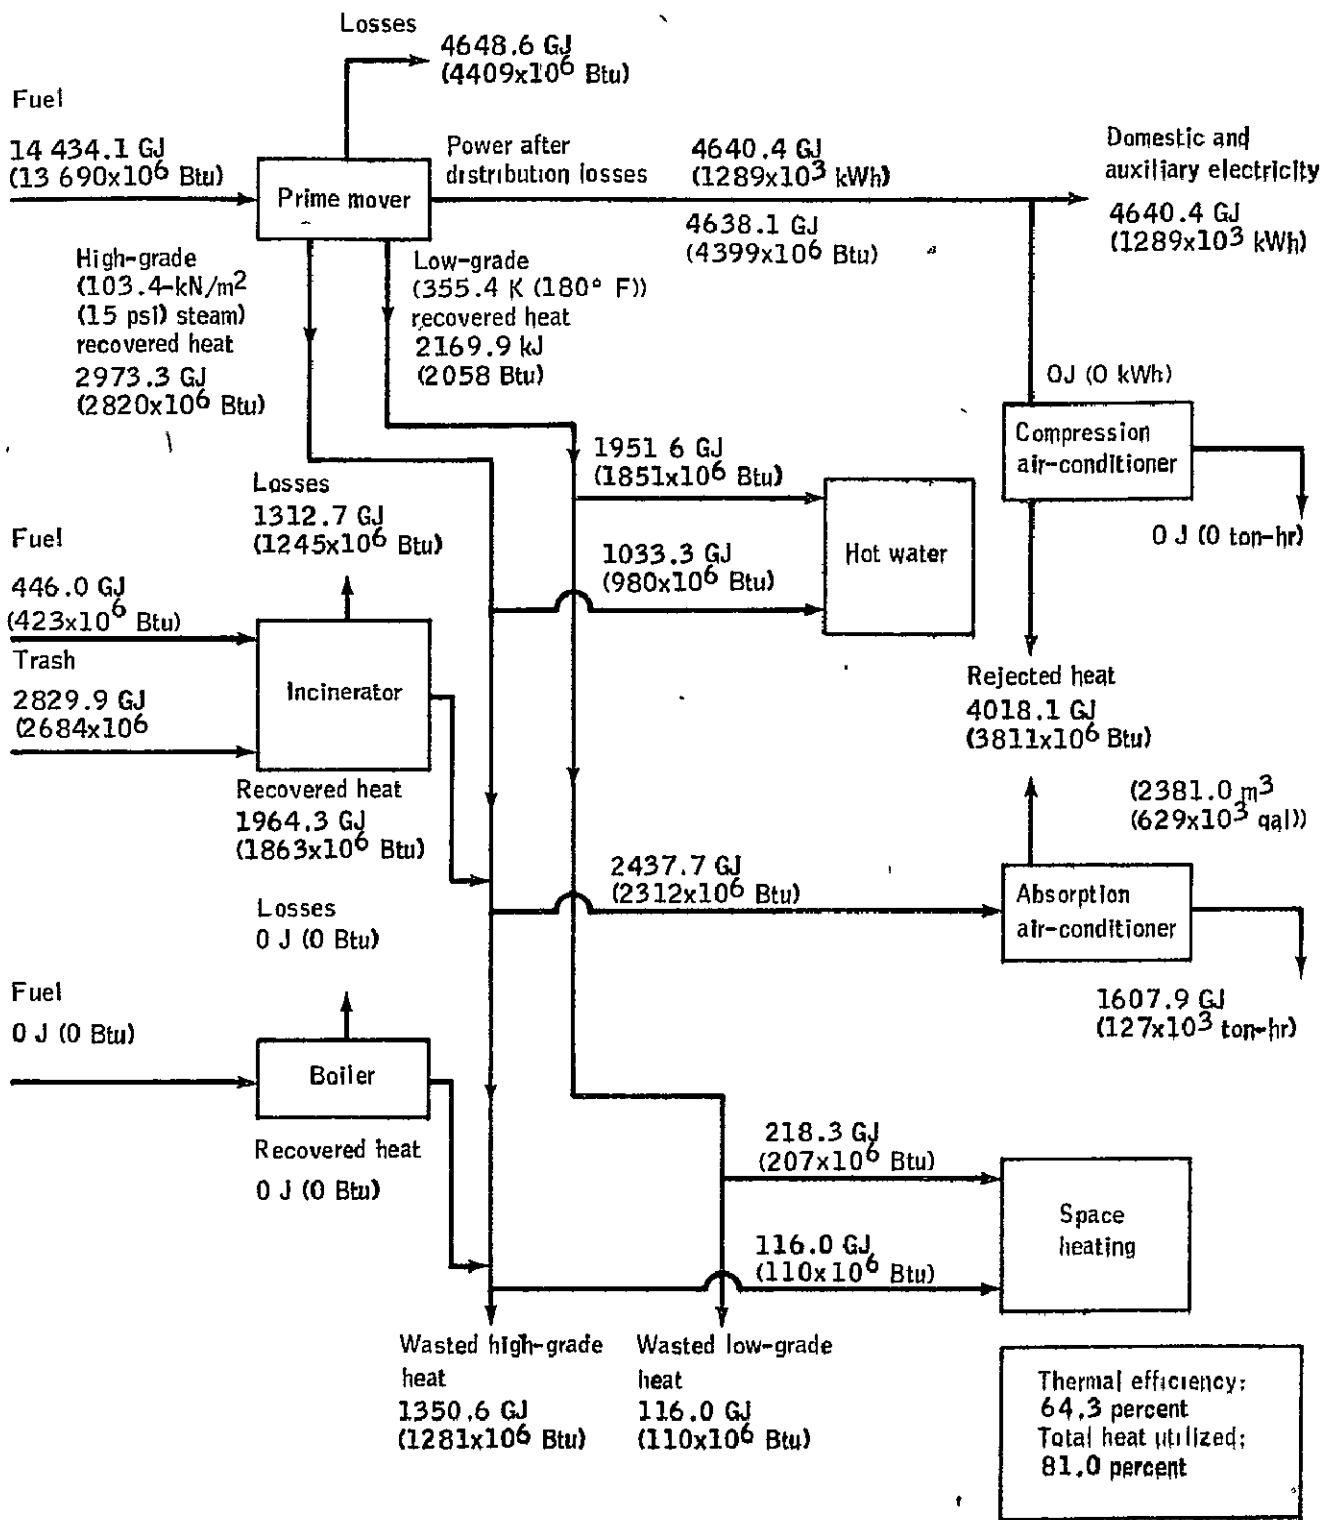 Losses
4648.6 GJ
(4409x10⁶ Btu)
Fuel
14 434.1 GJ
(13 690x10⁶ Btu)
Prime mover
Power after
distribution losses
4640.4 GJ
(1289x10³ kWh)
4638.1 GJ
(4399x10⁶ Btu)
Domestic and
auxiliary electricity
4640.4 GJ
(1289x10³ kWh)
High-grade
(103.4-kN/m²
(15 psi) steam)
recovered heat
2973.3 GJ
(2820x10⁶ Btu)
Low-grade
(355.4 K (180° F))
recovered heat
2169.9 kJ
(2058 Btu)
0J (0 kWh)
Compression
air-conditioner
0 J (0 ton-hr)
1951 6 GJ
(1851x10⁶ Btu)
1033.3 GJ
(980x10⁶ Btu)
Hot water
Losses
1312.7 GJ
(1245x10⁶ Btu)
Fuel
446.0 GJ
(423x10⁶ Btu)
Trash
2829.9 GJ
(2684x10⁶
Incinerator
Recovered heat
1964.3 GJ
(1863x10⁶ Btu)
Rejected heat
4018.1 GJ
(3811x10⁶ Btu)
(2381.0 m³
(629x10³ gal))
2437.7 GJ
(2312x10⁶ Btu)
Absorption
air-conditioner
1607.9 GJ
(127x10³ ton-hr)
Losses
0 J (0 Btu)
Fuel
0 J (0 Btu)
Boiler
Recovered heat
0 J (0 Btu)
218.3 GJ
(207x10⁶ Btu)
116.0 GJ
(110x10⁶ Btu)
Space
heating
Wasted high-grade
heat
1350.6 GJ
(1281x10⁶ Btu)
Wasted low-grade
heat
116.0 GJ
(110x10⁶ Btu)
Thermal efficiency:
64.3 percent
Total heat utilized:
81.0 percent